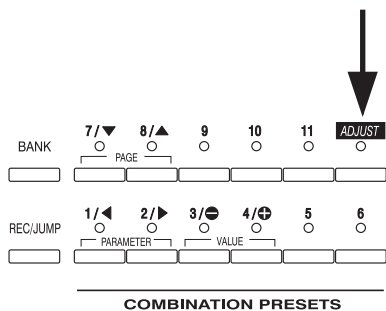 BANK 7/▼ 8/▲ 9 10 11 ADJUST
PAGE
REC/JUMP 1/◀ 2/▶ 3/⊖ 4/⊕ 5 6
PARAMETER VALUE
COMBINATION PRESETS